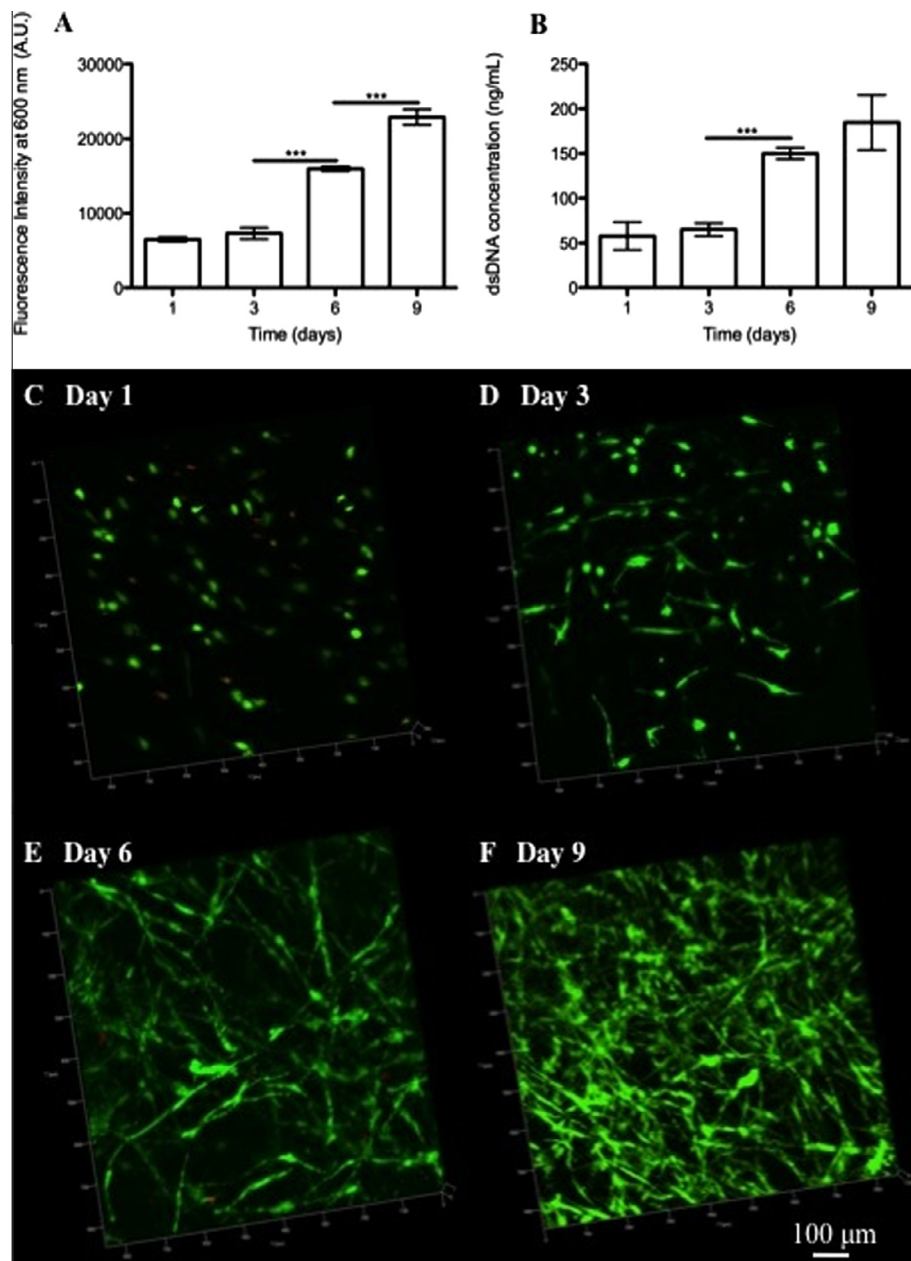 A
Fluorescence Intensity at 600 nm (A.U.)
30000
20000
10000
0
***
***
1 3 6 9
Time (days)
B
dsDNA concentration (ng/mL)
250
200
150
100
50
0
***
1 3 6 9
Time (days)
C Day 1
D Day 3
E Day 6
F Day 9
100 μm